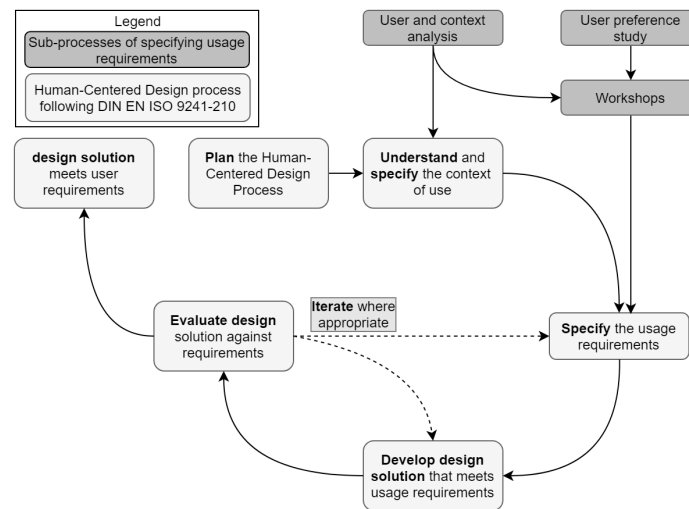 Legend
Sub-processes of specifying usage
requirements
Human-Centered Design process
following DIN EN ISO 9241-210
User and context
analysis
User preference
study
Workshops
design solution
meets user
requirements
Plan the Human-
Centered Design
Process
Understand and
specify the context
of use
Evaluate design
solution against
requirements
Iterate where
appropriate
Specify the usage
requirements
Develop design
solution that meets
usage requirements